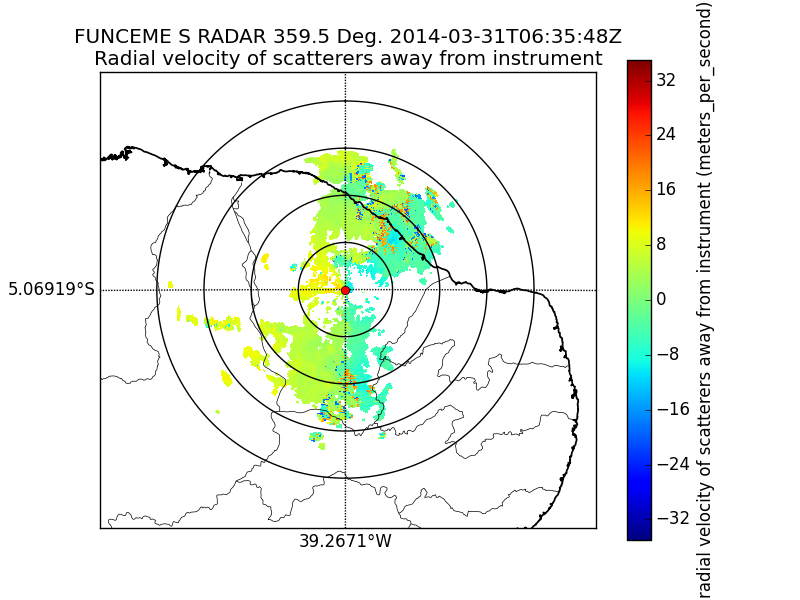 FUNCEME S RADAR 359.5 Deg. 2014-03-31T06:35:48Z
Radial velocity of scatterers away from instrument
5.06919°S
39.2671°W
32
24
16
8
0
−8
−16
−24
−32
radial velocity of scatterers away from instrument (meters_per_second)